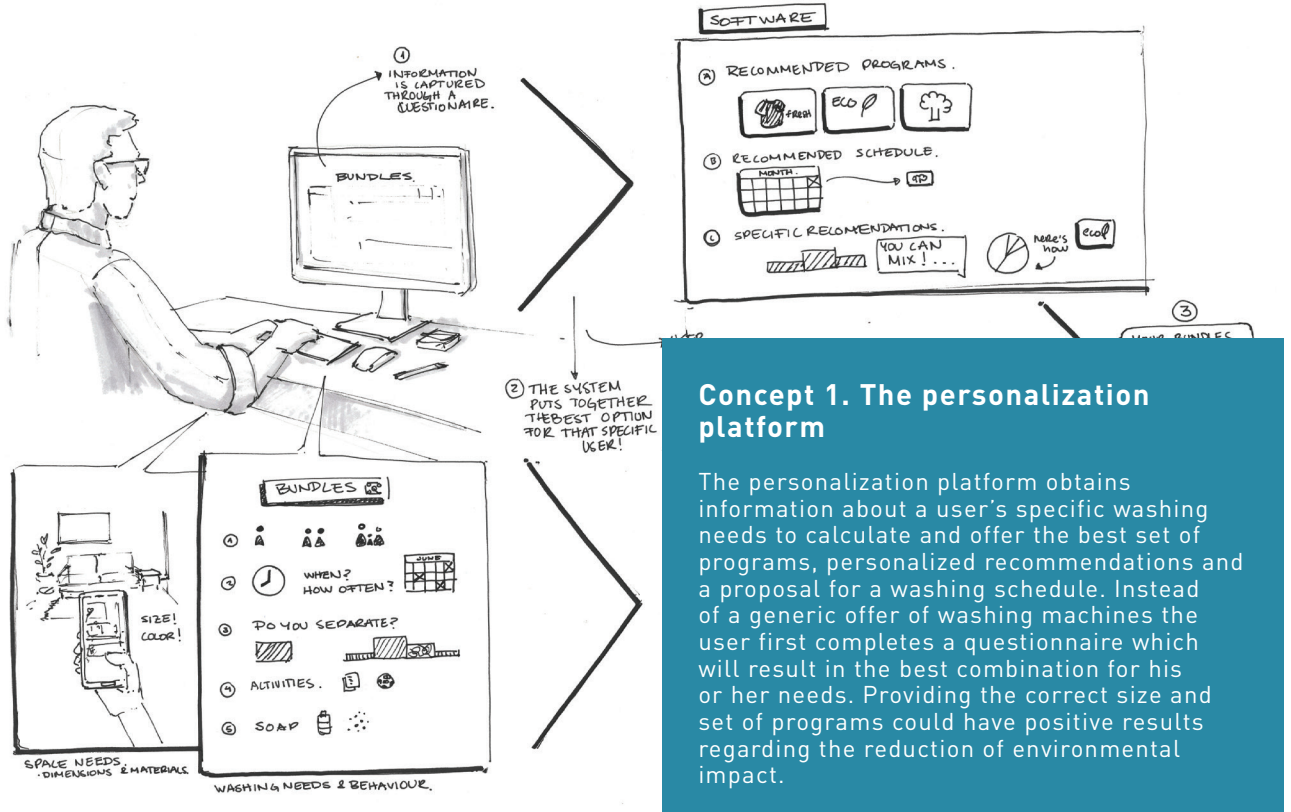 ①
INFORMATION
IS CAPTURED
THROUGH A
QUESTIONAIRE.
BUNDLES.
② THE SYSTEM
PUTS TOGETHER
THE BEST OPTION
FOR THAT SPECIFIC
USER!
SIZE!
COLOR!
SPACE NEEDS.
· DIMENSIONS & MATERIALS.
BUNDLES
①
② WHEN?
HOW OFTEN?
JUNE
③ DO YOU SEPARATE?
④ ACTIVITIES.
⑤ SOAP
WASHING NEEDS & BEHAVIOUR.
SOFTWARE
Ⓐ RECOMMENDED PROGRAMS.
FRESH
ECO
Ⓑ RECOMMENDED SCHEDULE.
MONTH.
Ⓒ SPECIFIC RECOMENDATIONS.
YOU CAN
MIX! ...
HERE'S
HOW
eco
③
YOUR BUNDLES
Concept 1. The personalization
platform
The personalization platform obtains
information about a user's specific washing
needs to calculate and offer the best set of
programs, personalized recommendations and
a proposal for a washing schedule. Instead
of a generic offer of washing machines the
user first completes a questionnaire which
will result in the best combination for his
or her needs. Providing the correct size and
set of programs could have positive results
regarding the reduction of environmental
impact.